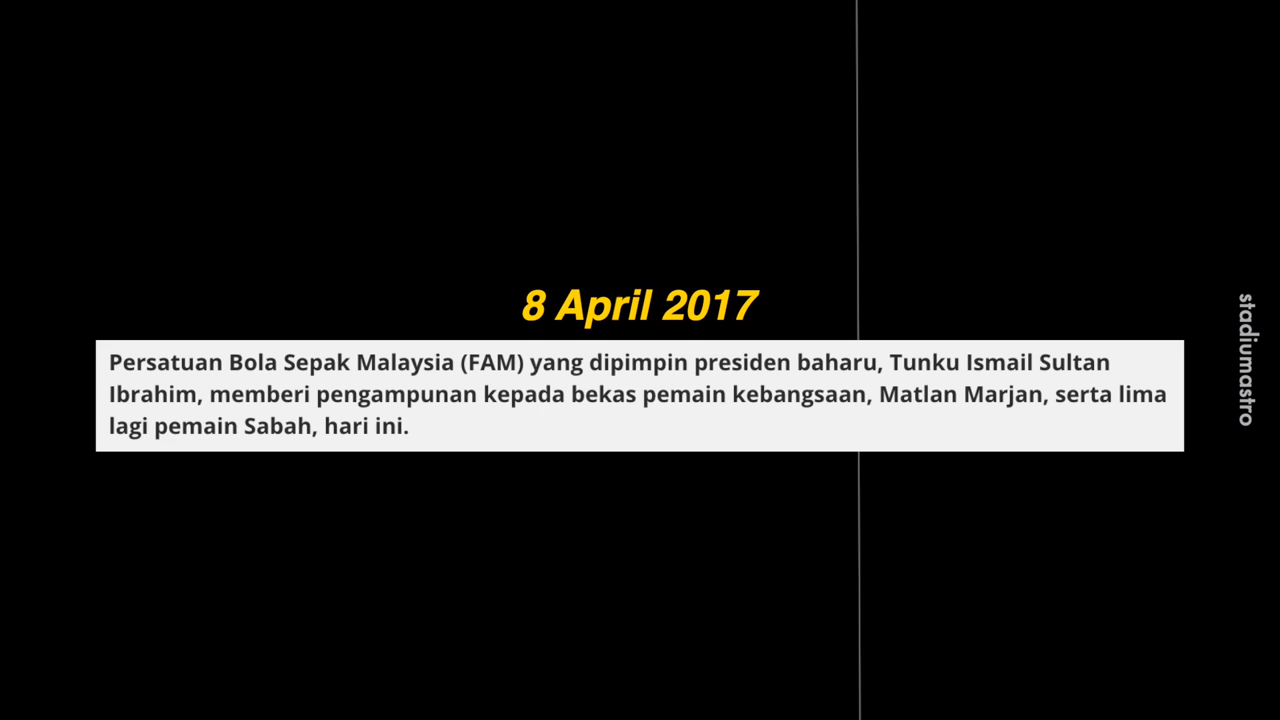 8 April 2017
Persatuan Bola Sepak Malaysia (FAM) yang dipimpin presiden baharu, Tunku Ismail Sultan
Ibrahim, memberi pengampunan kepada bekas pemain kebangsaan, Matlan Marjan, serta lima
lagi pemain Sabah, hari ini.
stadiumastro